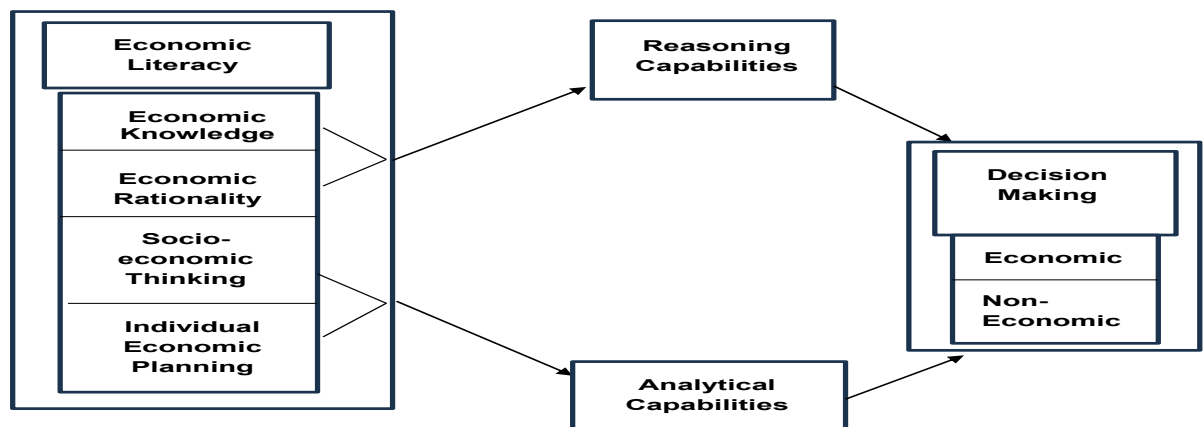 Economic
Literacy
Economic
Knowledge
Economic
Rationality
Socio-
economic
Thinking
Individual
Economic
Planning
Reasoning
Capabilities
Analytical
Capabilities
Decision
Making
Economic
Non-
Economic